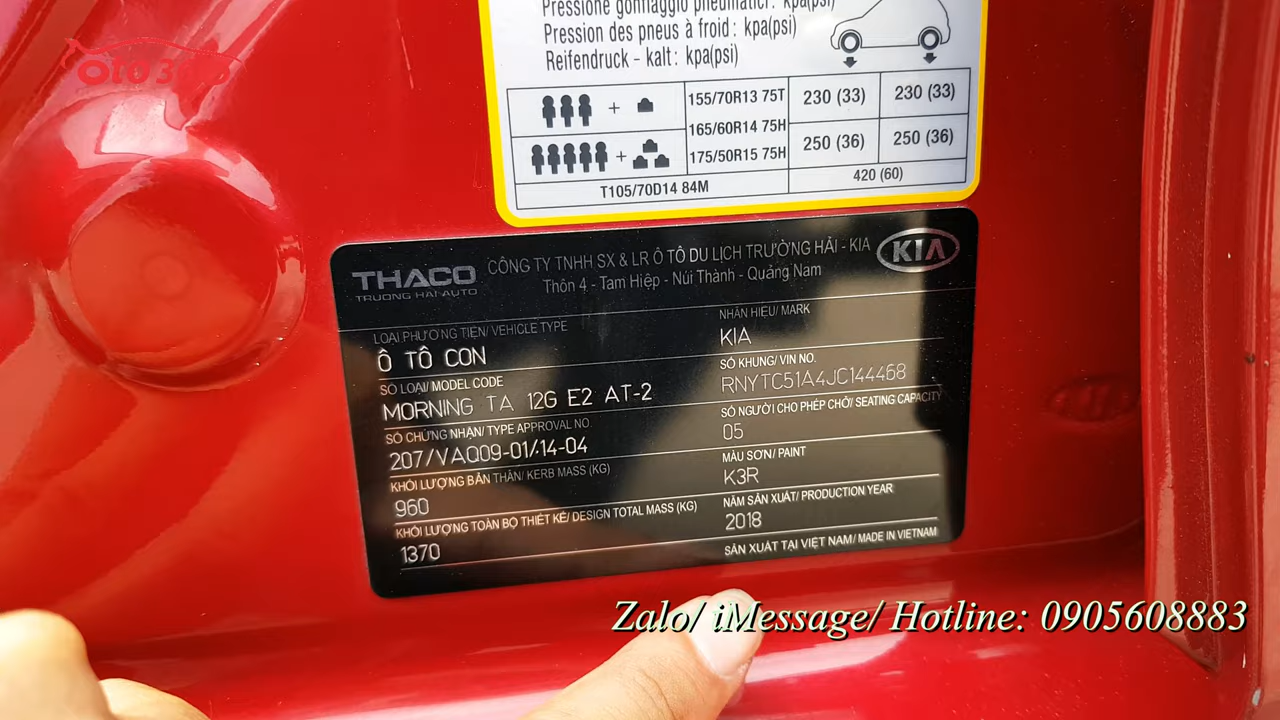 Pressione gonfiaggio pneumatici: kpa(psi)
Pression des pneus à froid: kpa(psi)
Reifendruck - kalt: kpa(psi)
+ 155/70R13 75T 230 (33) 230 (33)
165/60R14 75H
+ 175/50R15 75H 250 (36) 250 (36)
T105/70D14 84M 420 (60)
THACO
TRUONG HAI AUTO
CÔNG TY TNHH SX & LR Ô TÔ DU LỊCH TRƯỜNG HẢI - KIA
Thôn 4 - Tam Hiệp - Núi Thành - Quảng Nam
KIA
LOẠI PHƯƠNG TIỆN/ VEHICLE TYPE
Ô TÔ CON
SỐ LOẠI/ MODEL CODE
MORNING TA 12G E2 AT-2
SỐ CHỨNG NHẬN/ TYPE APPROVAL NO.
207/VAQ09-01/14-04
KHỐI LƯỢNG BẢN THÂN/ KERB MASS (KG)
960
KHỐI LƯỢNG TOÀN BỘ THIẾT KẾ/ DESIGN TOTAL MASS (KG)
1370
NHÃN HIỆU/ MARK
KIA
SỐ KHUNG/ VIN NO.
RNYTC51A4JC144468
SỐ NGƯỜI CHO PHÉP CHỞ/ SEATING CAPACITY
05
MÀU SƠN/ PAINT
K3R
NĂM SẢN XUẤT/ PRODUCTION YEAR
2018
SẢN XUẤT TẠI VIỆT NAM/ MADE IN VIETNAM
Zalo/ iMessage/ Hotline: 0905608883